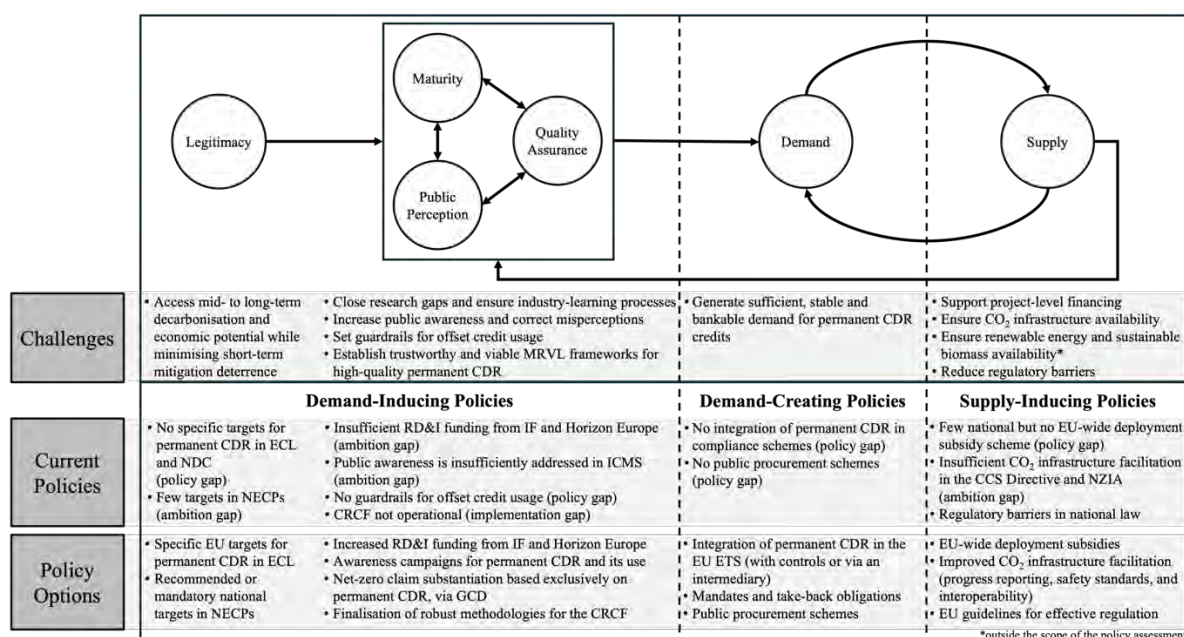 Maturity
Legitimacy
Quality
Assurance
Public
Perception
Demand
Supply
Challenges
• Access mid- to long-term
decarbonisation and
economic potential while
minimising short-term
mitigation deterrence
• Close research gaps and ensure industry-learning processes
• Increase public awareness and correct misperceptions
• Set guardrails for offset credit usage
• Establish trustworthy and viable MRVL frameworks for
high-quality permanent CDR
• Generate sufficient, stable and
bankable demand for permanent CDR
credits
• Support project-level financing
• Ensure CO₂ infrastructure availability
• Ensure renewable energy and sustainable
biomass availability*
• Reduce regulatory barriers
Demand-Inducing Policies
Demand-Creating Policies
Supply-Inducing Policies
Current
Policies
• No specific targets for
permanent CDR in ECL
and NDC
(policy gap)
• Few targets in NECPs
(ambition gap)
• Insufficient RD&I funding from IF and Horizon Europe
(ambition gap)
• Public awareness is insufficiently addressed in ICMS
(ambition gap)
• No guardrails for offset credit usage (policy gap)
• CRCF not operational (implementation gap)
• No integration of permanent CDR in
compliance schemes (policy gap)
• No public procurement schemes
(policy gap)
• Few national but no EU-wide deployment
subsidy scheme (policy gap)
• Insufficient CO₂ infrastructure facilitation
in the CCS Directive and NZIA
(ambition gap)
• Regulatory barriers in national law
Policy
Options
• Specific EU targets for
permanent CDR in ECL
• Recommended or
mandatory national
targets in NECPs
• Increased RD&I funding from IF and Horizon Europe
• Awareness campaigns for permanent CDR and its use
• Net-zero claim substantiation based exclusively on
permanent CDR, via GCD
• Finalisation of robust methodologies for the CRCF
• Integration of permanent CDR in the
EU ETS (with controls or via an
intermediary)
• Mandates and take-back obligations
• Public procurement schemes
• EU-wide deployment subsidies
• Improved CO₂ infrastructure facilitation
(progress reporting, safety standards, and
interoperability)
• EU guidelines for effective regulation
*outside the scope of the policy assessment